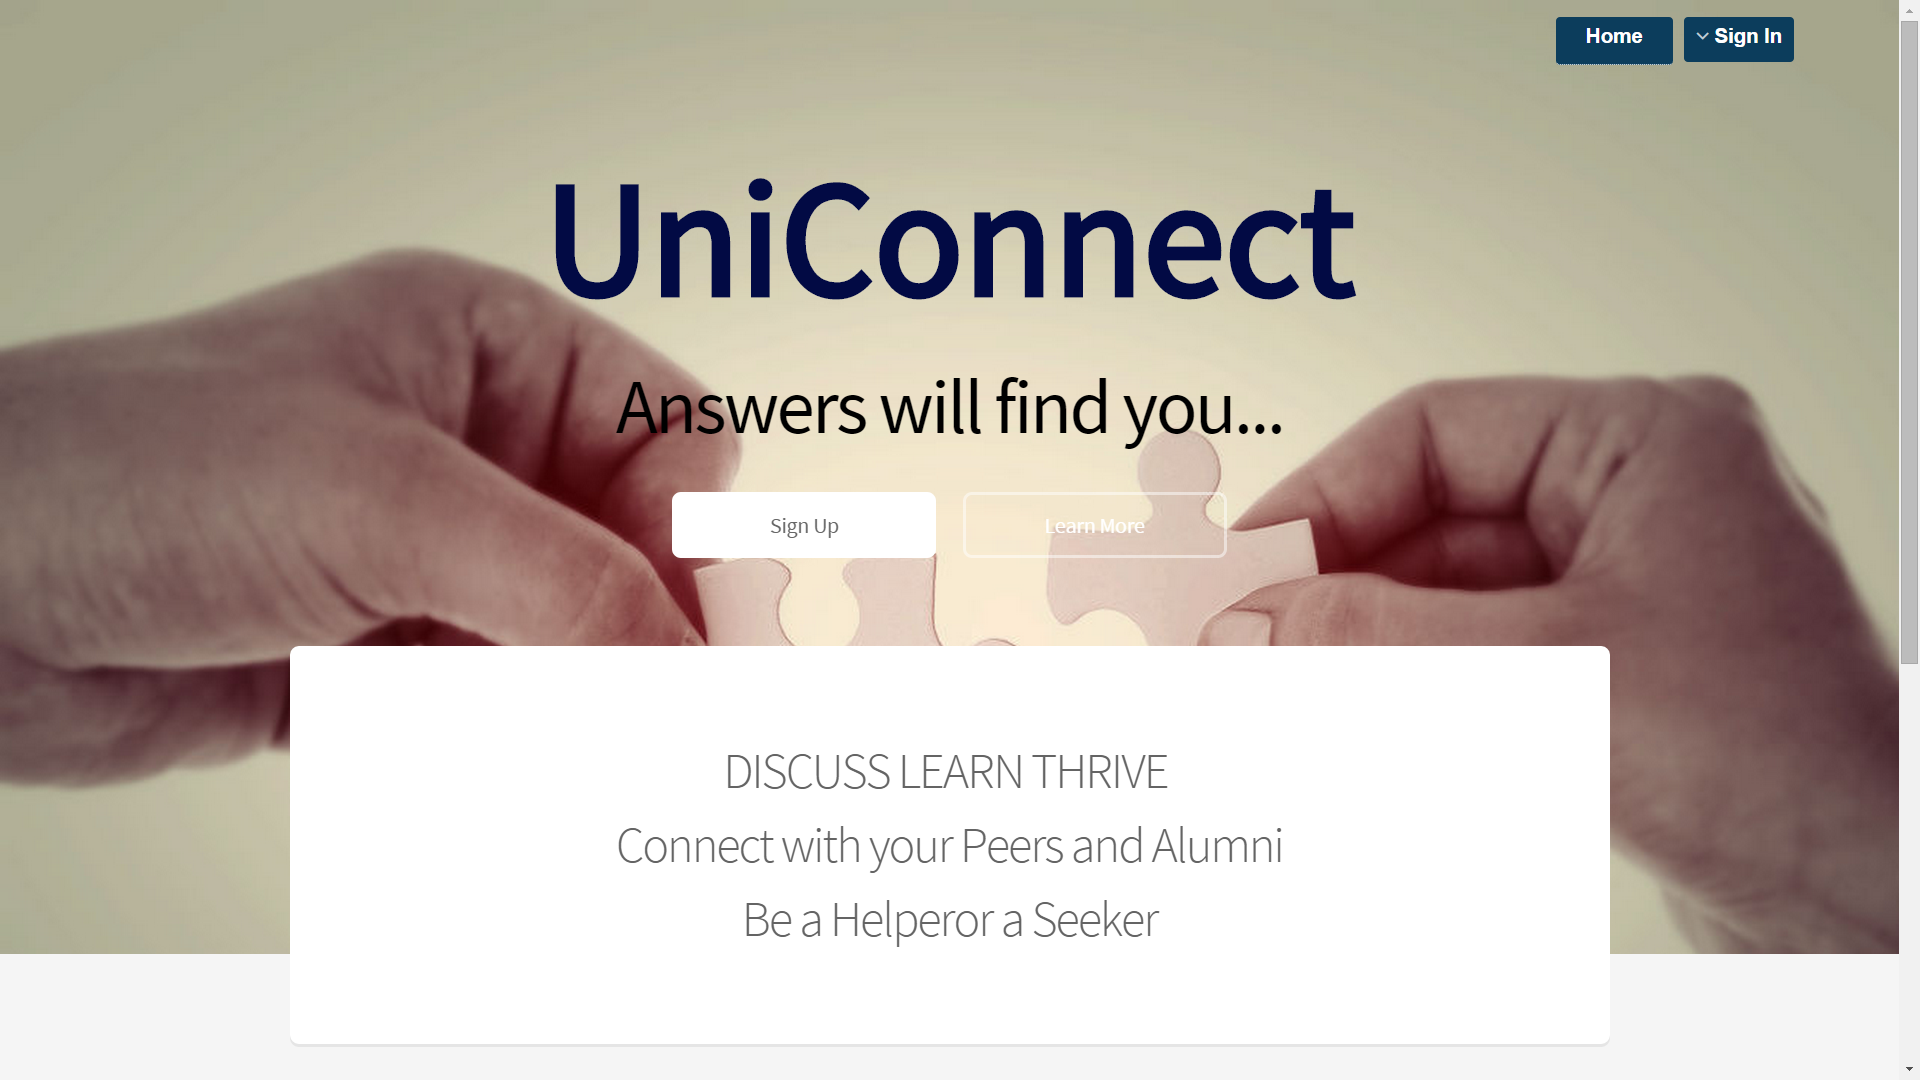 Home
Sign In
UniConnect
Answers will find you...
Sign Up
Learn More
DISCUSS LEARN THRIVE
Connect with your Peers and Alumni
Be a Helperor a Seeker